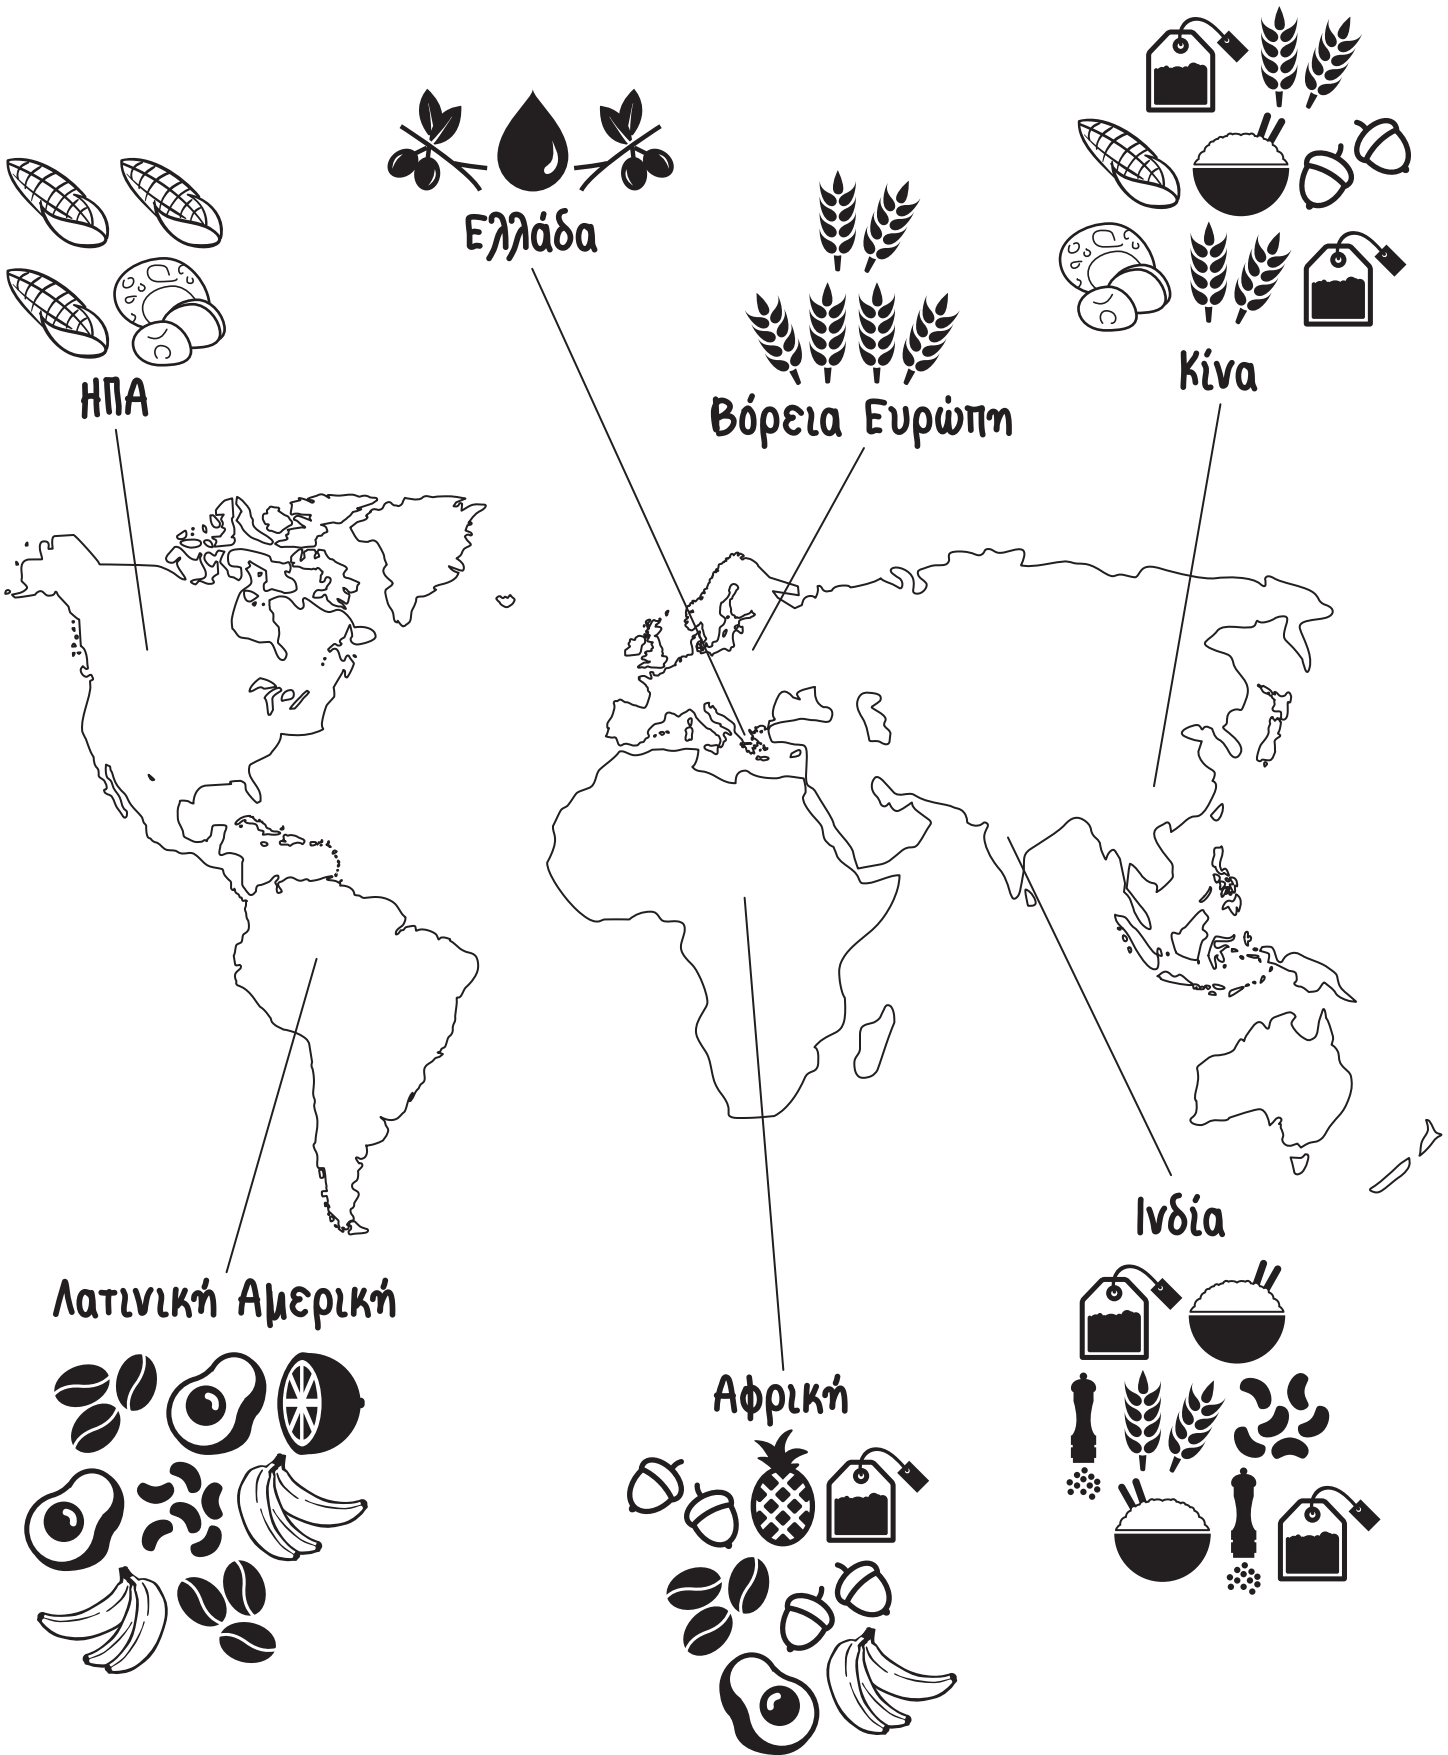 Ελλάδα
Κίνα
ΗΠΑ
Βόρεια Ευρώπη
Ινδία
Λατινική Αμερική
Αφρική